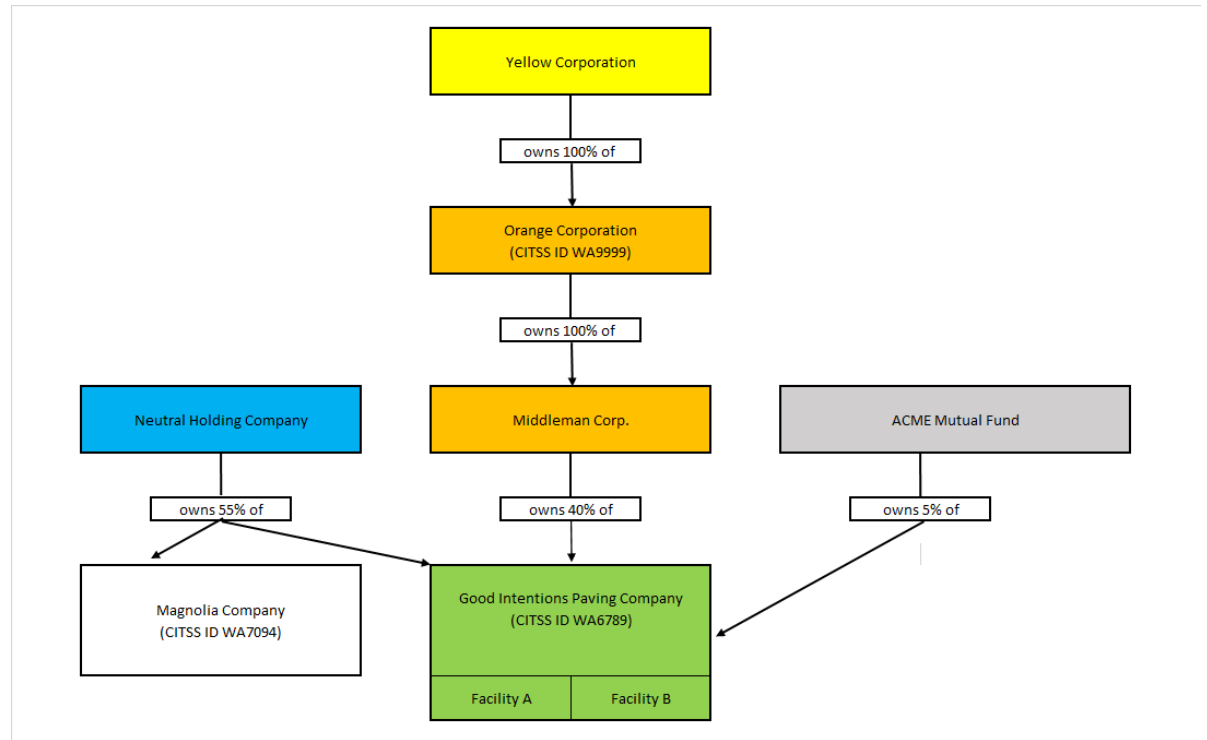 Yellow Corporation
owns 100% of
Orange Corporation
(CITSS ID WA9999)
owns 100% of
Neutral Holding Company
Middleman Corp.
ACME Mutual Fund
owns 55% of
owns 40% of
owns 5% of
Magnolia Company
(CITSS ID WA7094)
Good Intentions Paving Company
(CITSS ID WA6789)
Facility A
Facility B